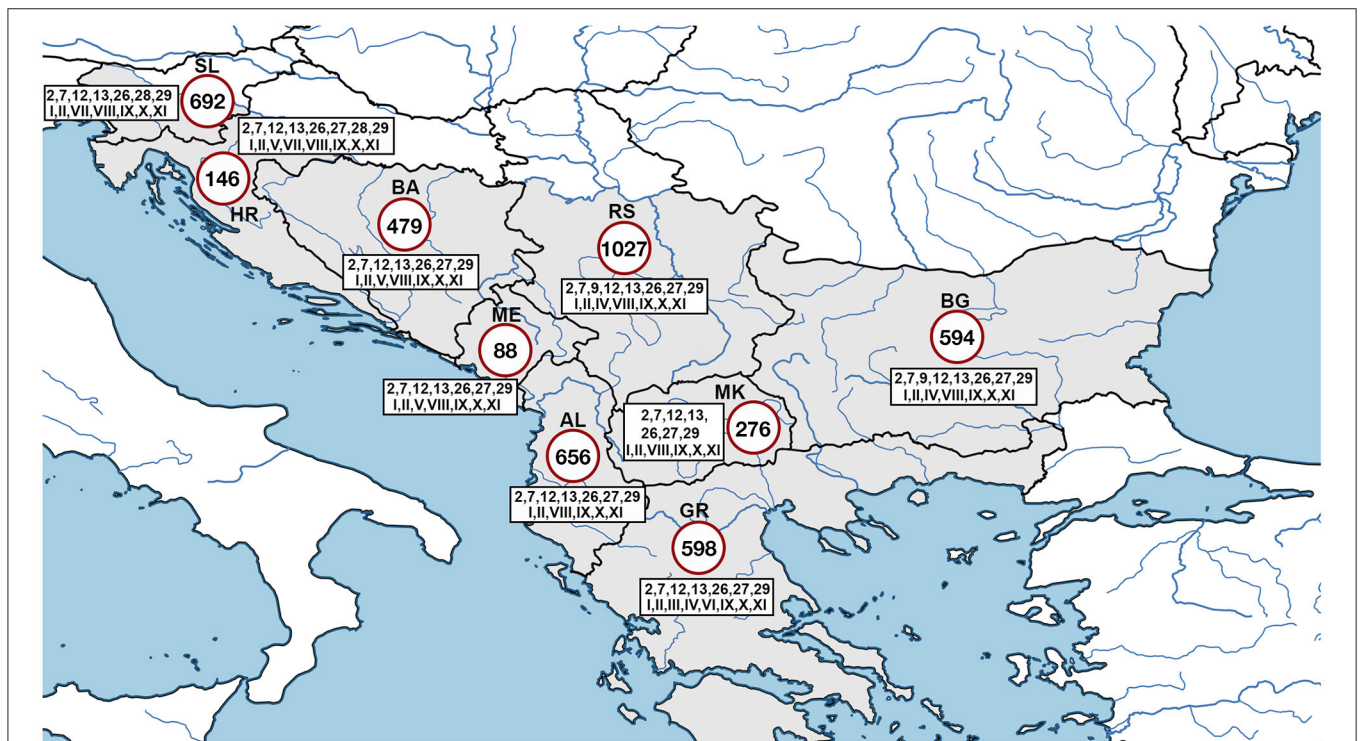 SL
692
2,7,12,13,26,28,29
I,II,VII,VIII,IX,X,XI
2,7,12,13,26,27,28,29
I,II,V,VII,VIII,IX,X,XI
146
HR
BA
479
2,7,12,13,26,27,29
I,II,V,VIII,IX,X,XI
RS
1027
2,7,9,12,13,26,27,29
I,II,IV,VIII,IX,X,XI
BG
594
2,7,9,12,13,26,27,29
I,II,IV,VIII,IX,X,XI
ME
88
2,7,12,13,26,27,29
I,II,V,VIII,IX,X,XI
MK
276
2,7,12,13,
26,27,29
I,II,VIII,IX,X,XI
AL
656
2,7,12,13,26,27,29
I,II,VIII,IX,X,XI
GR
598
2,7,12,13,26,27,29
I,II,III,IV,VI,IX,X,XI